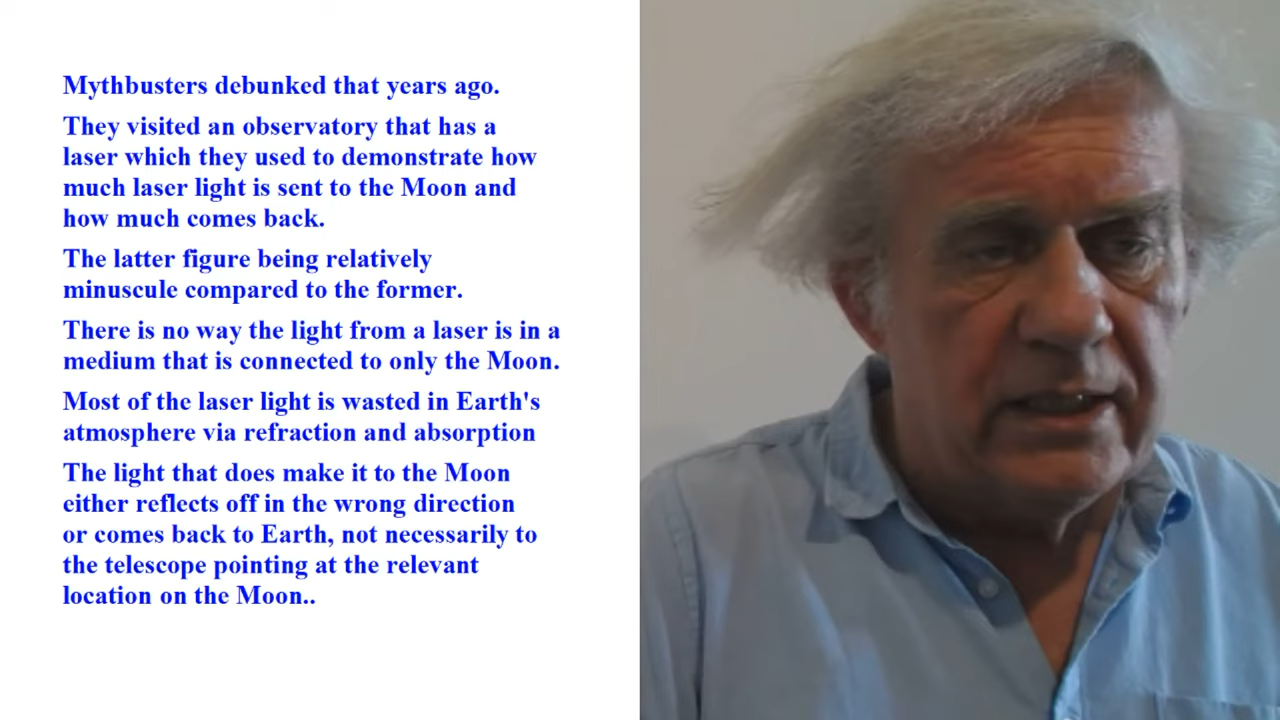 Mythbusters debunked that years ago.
They visited an observatory that has a
laser which they used to demonstrate how
much laser light is sent to the Moon and
how much comes back.
The latter figure being relatively
minuscule compared to the former.
There is no way the light from a laser is in a
medium that is connected to only the Moon.
Most of the laser light is wasted in Earth's
atmosphere via refraction and absorption
The light that does make it to the Moon
either reflects off in the wrong direction
or comes back to Earth, not necessarily to
the telescope pointing at the relevant
location on the Moon..